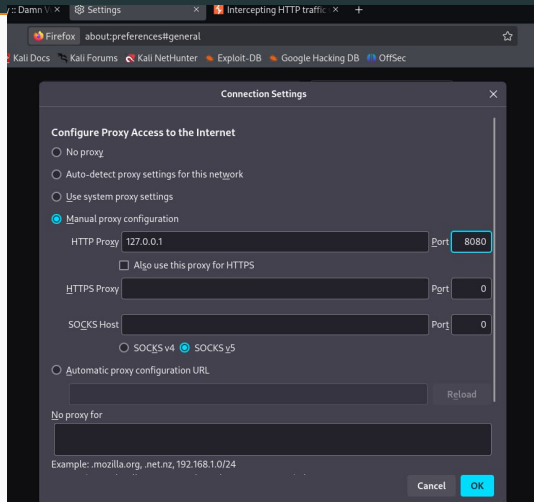 :: Damn V × Settings × Intercepting HTTP traffic × +
Firefox about:preferences#general
Kali Docs Kali Forums Kali NetHunter Exploit-DB Google Hacking DB OffSec
Connection Settings
Configure Proxy Access to the Internet
No proxy
Auto-detect proxy settings for this network
Use system proxy settings
Manual proxy configuration
HTTP Proxy 127.0.0.1 Port 8080
Also use this proxy for HTTPS
HTTPS Proxy Port 0
SOCKS Host Port 0
SOCKS v4 SOCKS v5
Automatic proxy configuration URL
Reload
No proxy for
Example: .mozilla.org, .net.nz, 192.168.1.0/24
Cancel OK